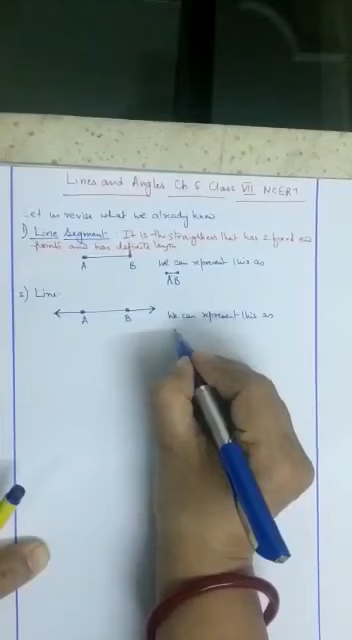 Lines and Angles Ch 5 Class VII NCERT
Let us revise what we already know
1) Line Segment : It is the straight that has 2 fixed end
points and has definite length
A B We can represent this as
AB
2) Line
A B We can represent this as